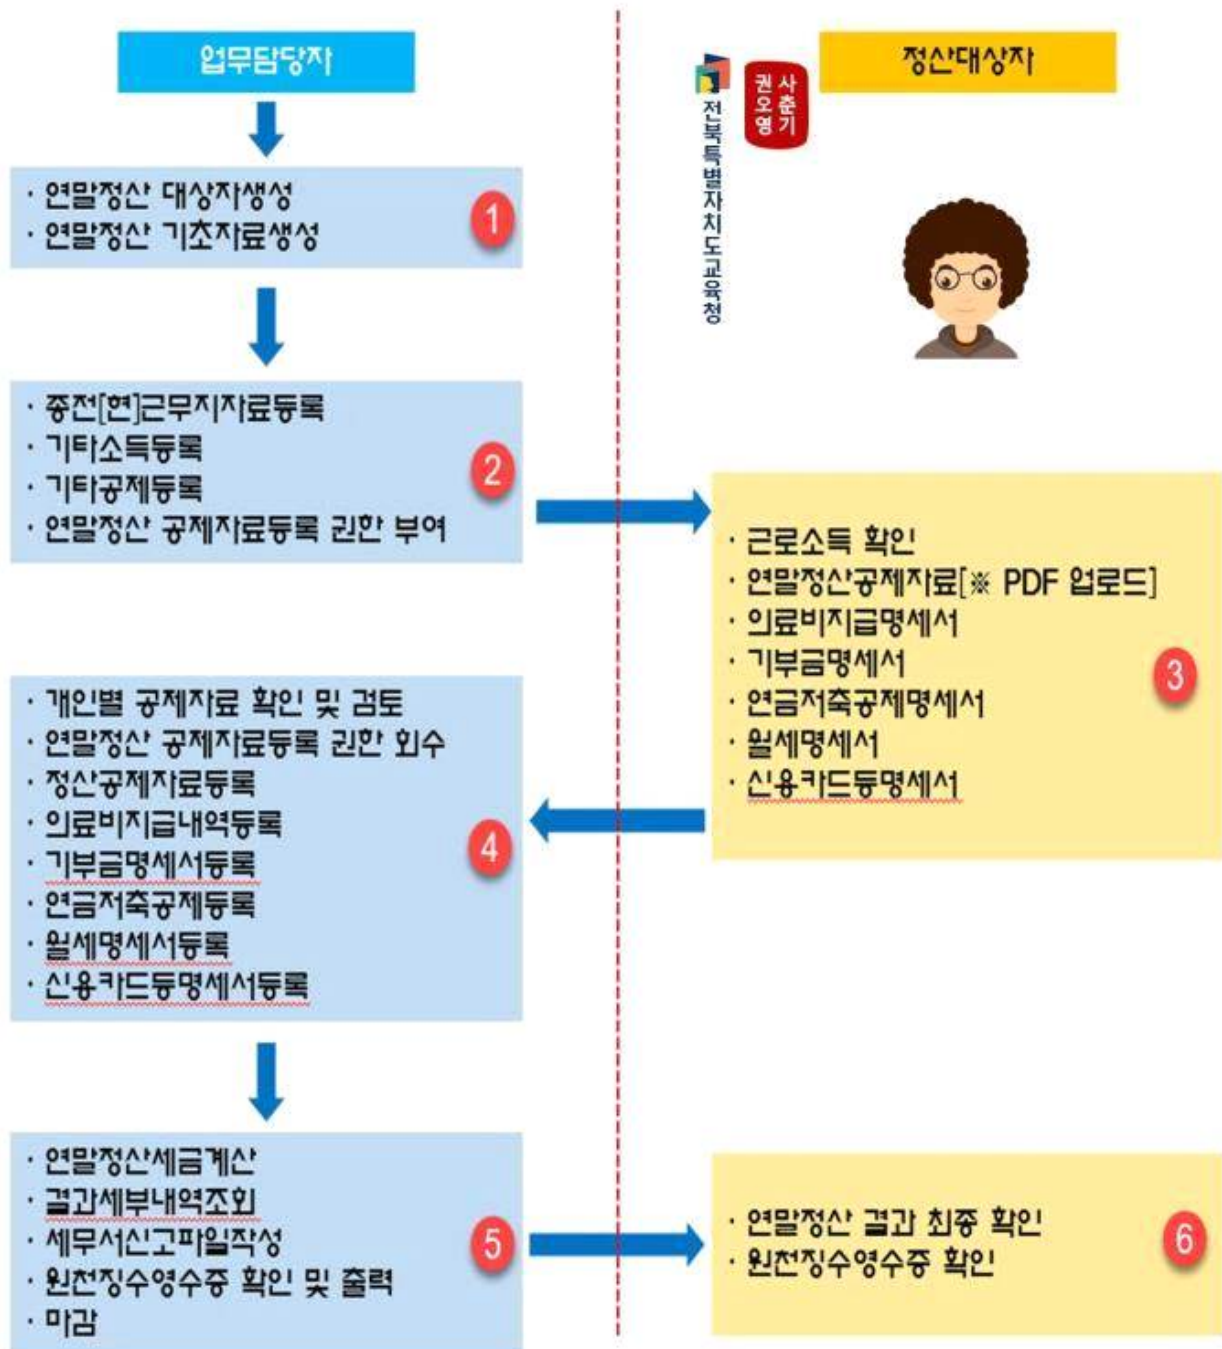 업무담당자
정산대상자
전북특별자치도교육청
권오영
사춘기
· 연말정산 대상자생성
· 연말정산 기초자료생성
1
· 종전[현]근무지자료등록
· 기타소득등록
· 기타공제등록
· 연말정산 공제자료등록 권한 부여
2
· 근로소득 확인
· 연말정산공제자료[※ PDF 업로드]
· 의료비지급명세서
· 기부금명세서
· 연금저축공제명세서
· 월세명세서
· 신용카드등명세서
3
· 개인별 공제자료 확인 및 검토
· 연말정산 공제자료등록 권한 회수
· 정산공제자료등록
· 의료비지급내역등록
· 기부금명세서등록
· 연금저축공제등록
· 월세명세서등록
· 신용카드등명세서등록
4
· 연말정산세금계산
· 결과세부내역조회
· 세무서신고파일작성
· 원천징수영수증 확인 및 출력
· 마감
5
· 연말정산 결과 최종 확인
· 원천징수영수증 확인
6